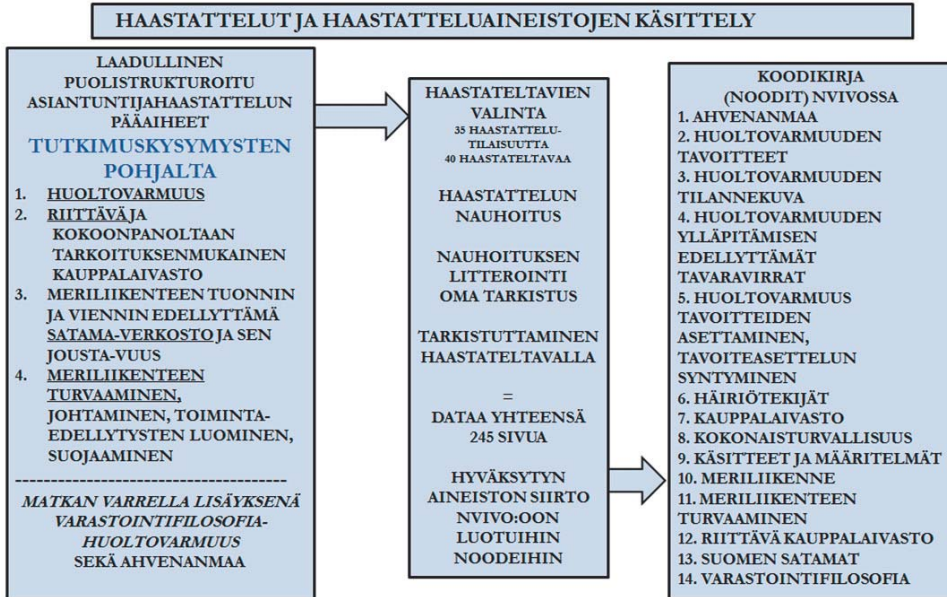 HAASTATTELUT JA HAASTATTELUAINEISTOJEN KÄSITTELY
LAADULLINEN
PUOLISTRUKTUROITU
ASIANTUNTIJAHAASTATTELUN
PÄÄAIHEET
TUTKIMUSKYSYMYSTEN
POHJALTA
1. HUOLTOVARMUUS
2. RIITTÄVÄ JA
KOKOONPANOLTAAN
TARKOITUKSENMUKAINEN
KAUPPALAIVASTO
3. MERILIIKENTEEN TUONNIN
JA VIENNIN EDELLYTTÄMÄ
SATAMA-VERKOSTO JA SEN
JOUSTA-VUUS
4. MERILIIKENTEEN
TURVAAMINEN,
JOHTAMINEN, TOIMINTA-
EDELLYTYSTEN LUOMINEN,
SUOJAAMINEN
------------------------------------
MATKAN VARRELLA LISÄYKSENÄ
VARASTOINTIFILOSOFIA-
HUOLTOVARMUUS
SEKÄ AHVENANMAA
HAASTATELTAVIEN
VALINTA
35 HAASTATTELU-
TILAISUUTTA
40 HAASTATELTAVAA
HAASTATTELUN
NAUHOITUS
NAUHOITUKSEN
LITTEROINTI
OMA TARKISTUS
TARKISTUTTAMINEN
HAASTATELTAVALLA
=
DATAA YHTEENSÄ
245 SIVUA
HYVÄKSYTYN
AINEISTON SIIRTO
NVIVO:OON
LUOTUIHIN
NOODEIHIN
KOODIKIRJA
(NOODIT) NVIVOSSA
1. AHVENANMAA
2. HUOLTOVARMUUDEN
TAVOITTEET
3. HUOLTOVARMUUDEN
TILANNEKUVA
4. HUOLTOVARMUUDEN
YLLÄPITÄMISEN
EDELLYTTÄMÄT
TAVARAVIRRAT
5. HUOLTOVARMUUS
TAVOITTEIDEN
ASETTAMINEN,
TAVOITEASETTELUN
SYNTYMINEN
6. HÄIRIÖTEKIJÄT
7. KAUPPALAIVASTO
8. KOKONAISTURVALLISUUS
9. KÄSITTEET JA MÄÄRITELMÄT
10. MERILIIKENNE
11. MERILIIKENTEEN
TURVAAMINEN
12. RIITTÄVÄ KAUPPALAIVASTO
13. SUOMEN SATAMAT
14. VARASTOINTIFILOSOFIA